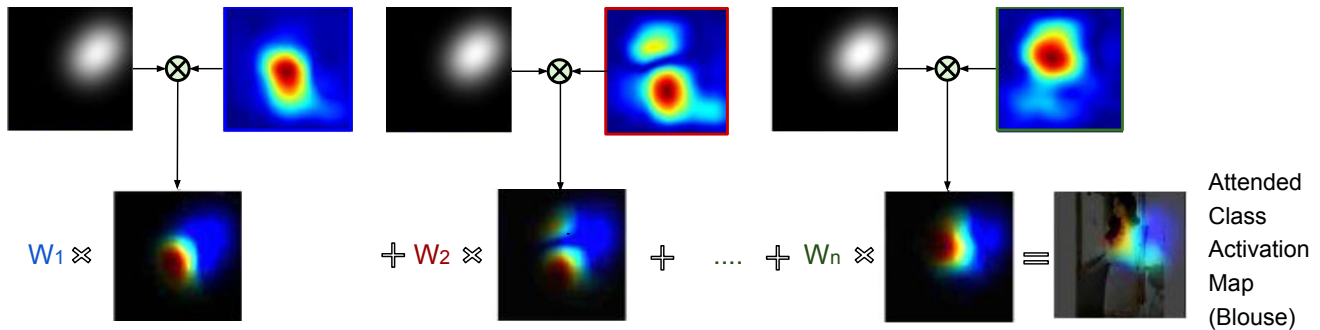 W1 × + W2 × + .... + Wn × =
Attended
Class
Activation
Map
(Blouse)